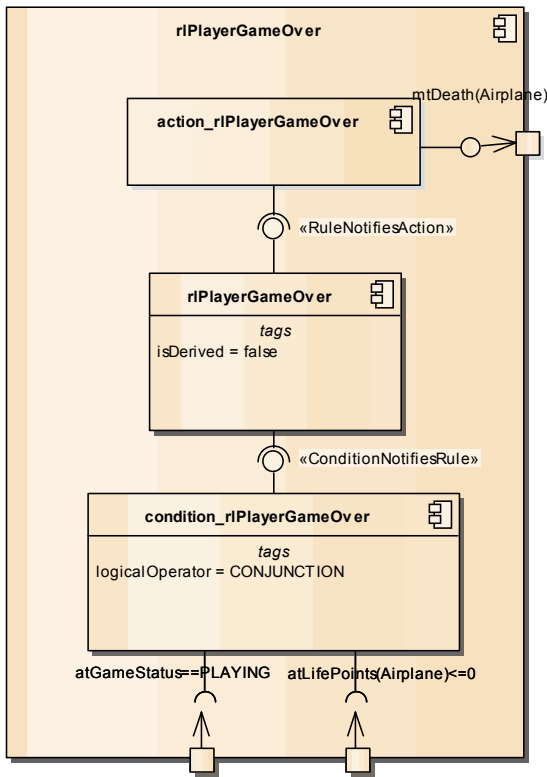 rlPlayerGameOver
mtDeath(Airplane)
action_rlPlayerGameOver
«RuleNotifiesAction»
rlPlayerGameOver
tags
isDerived = false
«ConditionNotifiesRule»
condition_rlPlayerGameOver
tags
logicalOperator = CONJUNCTION
atGameStatus==PLAYING
atLifePoints(Airplane)<=0